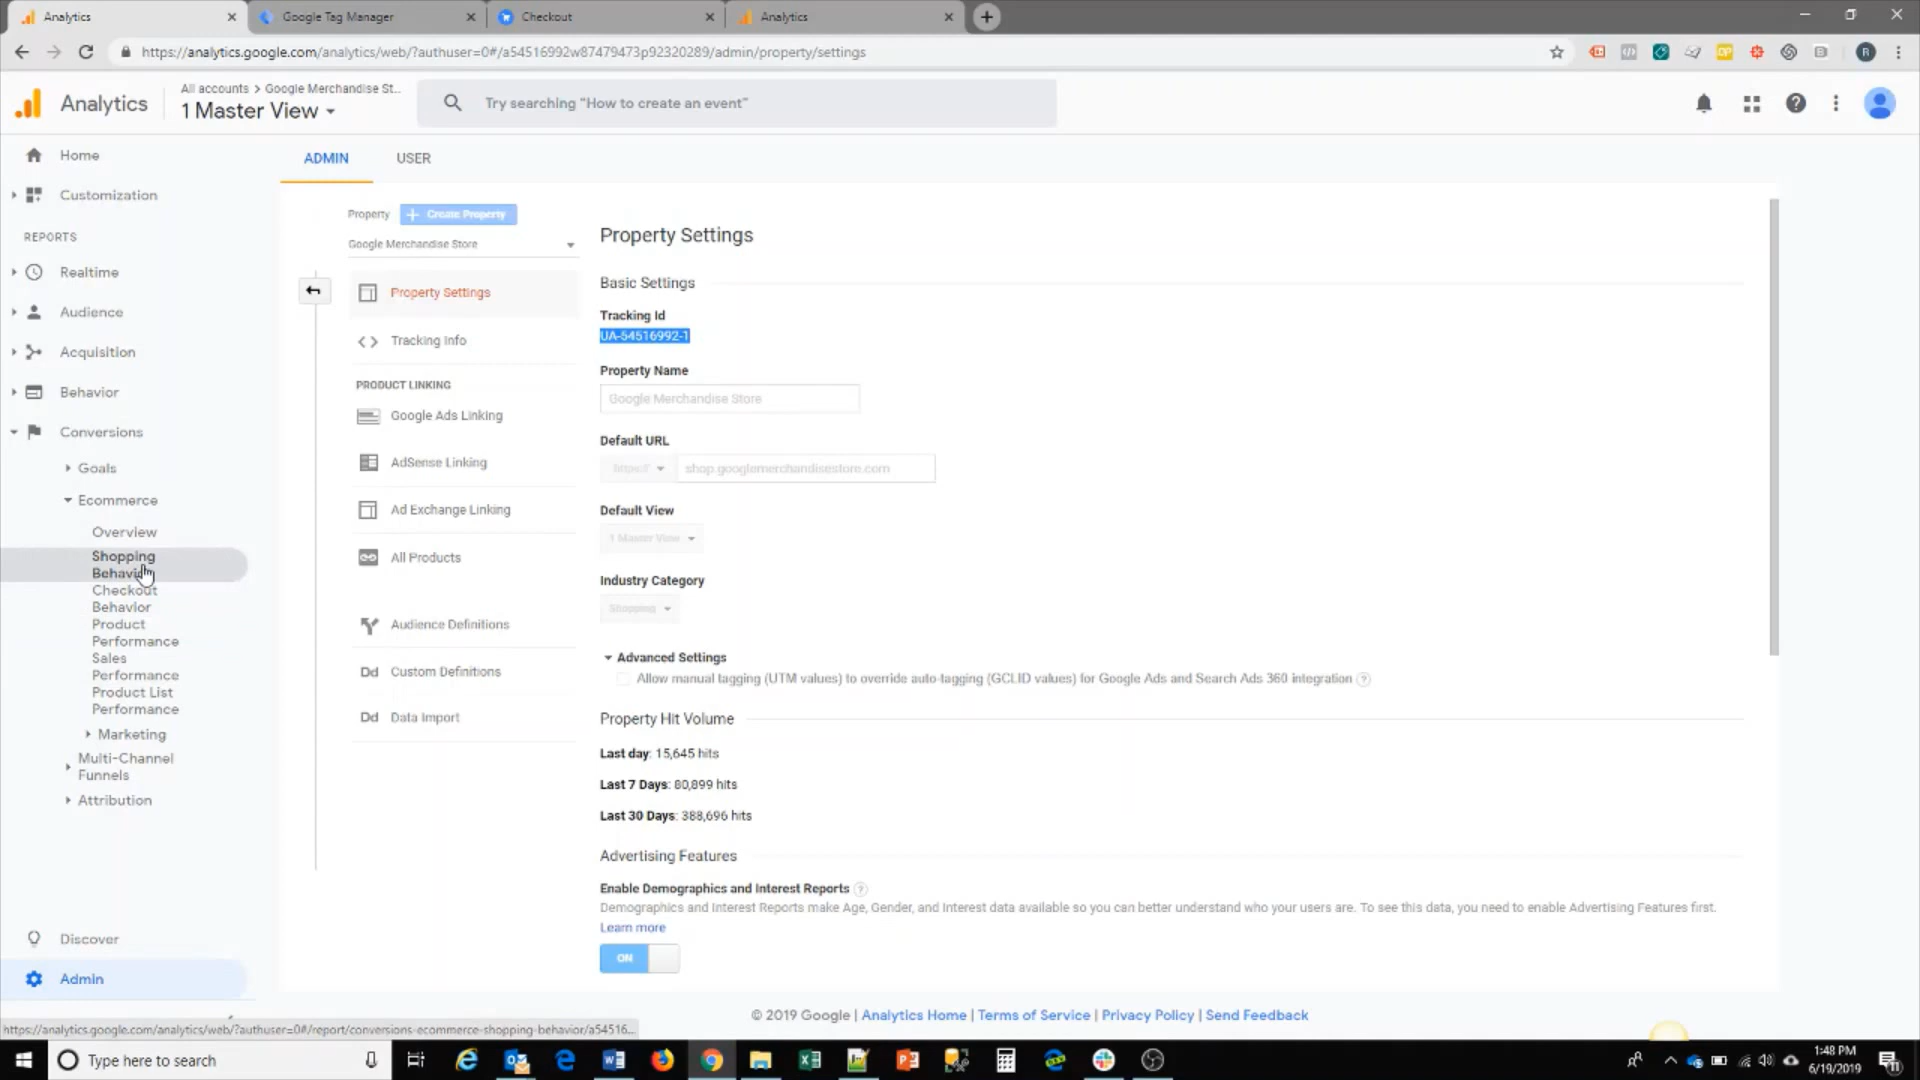 Analytics
Google Tag Manager
Checkout
Analytics
https://analytics.google.com/analytics/web/?authuser=0#/a54516992w87479473p92320289/admin/property/settings
R
Analytics
All accounts > Google Merchandise St...
1 Master View
Try searching "How to create an event"
Home
Customization
REPORTS
Realtime
Audience
Acquisition
Behavior
Conversions
Goals
Ecommerce
Overview
Shopping
Behavior
Checkout
Behavior
Product
Performance
Sales
Performance
Product List
Performance
Marketing
Multi-Channel
Funnels
Attribution
Discover
Admin
ADMIN
USER
Property
Create Property
Google Merchandise Store
Property Settings
Tracking Info
PRODUCT LINKING
Google Ads Linking
AdSense Linking
Ad Exchange Linking
All Products
Audience Definitions
Dd Custom Definitions
Dd Data Import
Property Settings
Basic Settings
Tracking Id
UA-54516992-1
Property Name
Google Merchandise Store
Default URL
https:// shop.googlemerchandisestore.com
Default View
1 Master View
Industry Category
Shopping
Advanced Settings
Allow manual tagging (UTM values) to override auto-tagging (GCLID values) for Google Ads and Search Ads 360 integration
Property Hit Volume
Last day: 15,645 hits
Last 7 Days: 80,899 hits
Last 30 Days: 388,696 hits
Advertising Features
Enable Demographics and Interest Reports
Demographics and Interest Reports make Age, Gender, and Interest data available so you can better understand who your users are. To see this data, you need to enable Advertising Features first.
Learn more
ON
© 2019 Google | Analytics Home | Terms of Service | Privacy Policy | Send Feedback
https://analytics.google.com/analytics/web/?authuser=0#/report/conversions-ecommerce-shopping-behavior/a54516...
Type here to search
1:48 PM
6/19/2019